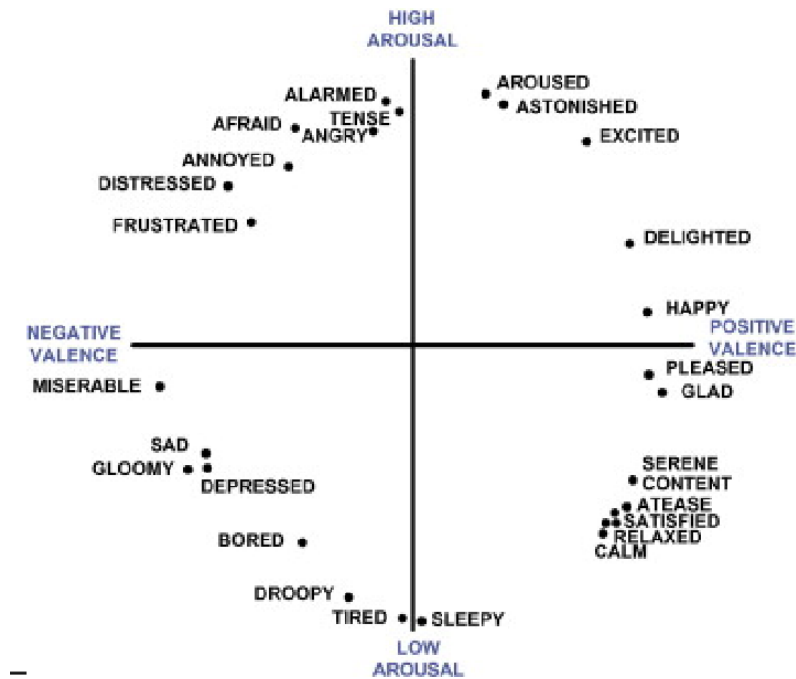 HIGH
AROUSAL
ALARMED
AROUSED
ASTONISHED
TENSE
AFRAID
ANGRY
EXCITED
ANNOYED
DISTRESSED
FRUSTRATED
DELIGHTED
HAPPY
NEGATIVE
VALENCE
POSITIVE
VALENCE
PLEASED
MISERABLE
GLAD
SAD
GLOOMY
DEPRESSED
SERENE
CONTENT
ATEASE
SATISFIED
RELAXED
CALM
BORED
DROOPY
TIRED
SLEEPY
LOW
AROUSAL